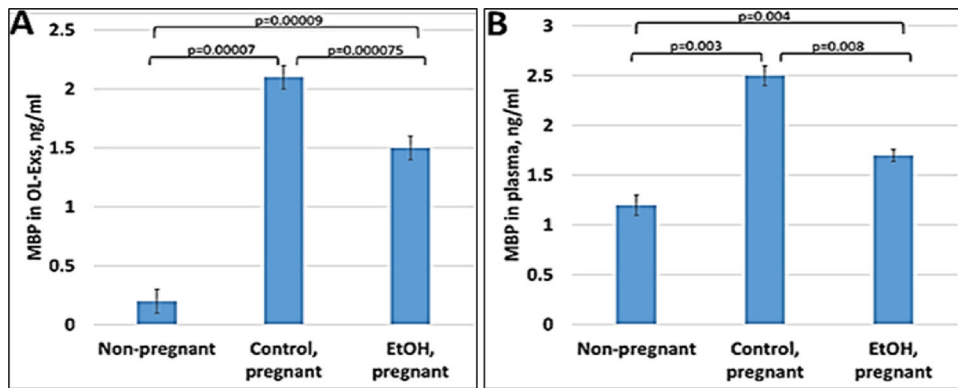 A
MBP in OL-Exs, ng/ml
2.5
2
1.5
1
0.5
0
p=0.00009
p=0.00007
p=0.000075
Non-pregnant
Control,
pregnant
EtOH,
pregnant
B
MBP in plasma, ng/ml
3
2.5
2
1.5
1
0.5
0
p=0.004
p=0.003
p=0.008
Non-pregnant
Control,
pregnant
EtOH,
pregnant